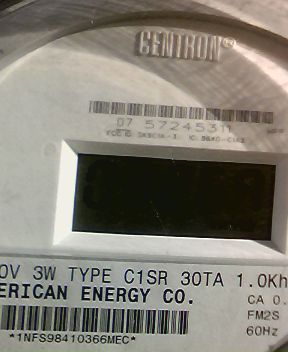 CENTRON®
07 57245311
0V 3W TYPE C1SR 30TA 1.0Kh
ERICAN ENERGY CO.
CA 0.
FM2S
*1NFS98410366MEC*
60Hz